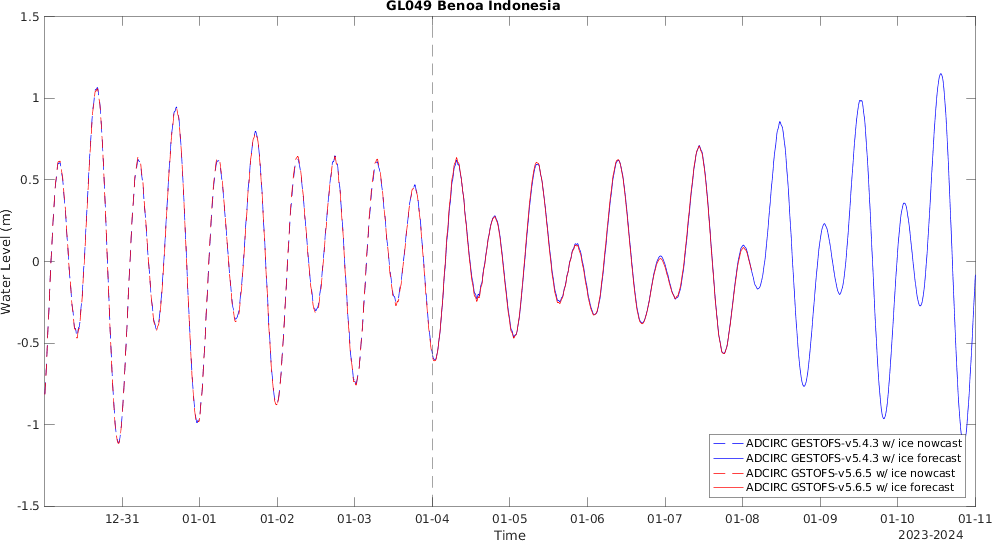 GL049 Benoa Indonesia
1.5
1
0.5
0
-0.5
-1
-1.5
Water Level (m)
12-31
01-01
01-02
01-03
01-04
01-05
01-06
01-07
01-08
01-09
01-10
01-11
Time
2023-2024
ADCIRC GESTOFS-v5.4.3 w/ ice nowcast
ADCIRC GESTOFS-v5.4.3 w/ ice forecast
ADCIRC GSTOFS-v5.6.5 w/ ice nowcast
ADCIRC GSTOFS-v5.6.5 w/ ice forecast